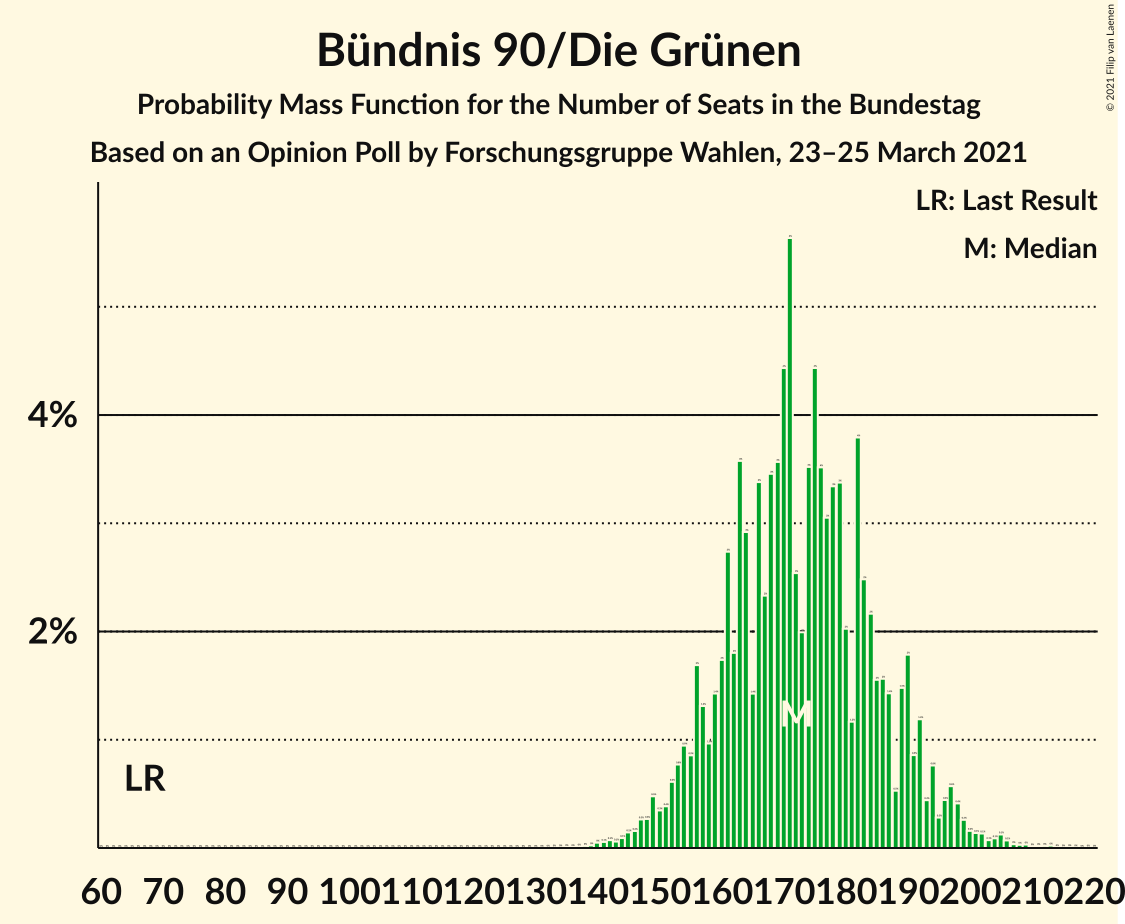 Bündnis 90/Die Grünen
Probability Mass Function for the Number of Seats in the Bundestag
Based on an Opinion Poll by Forschungsgruppe Wahlen, 23–25 March 2021
© 2021 Filip van Laenen
LR: Last Result
M: Median
4%
2%
M
LR
60 70 80 90 100 110 120 130 140 150 160 170 180 190 200 210 220